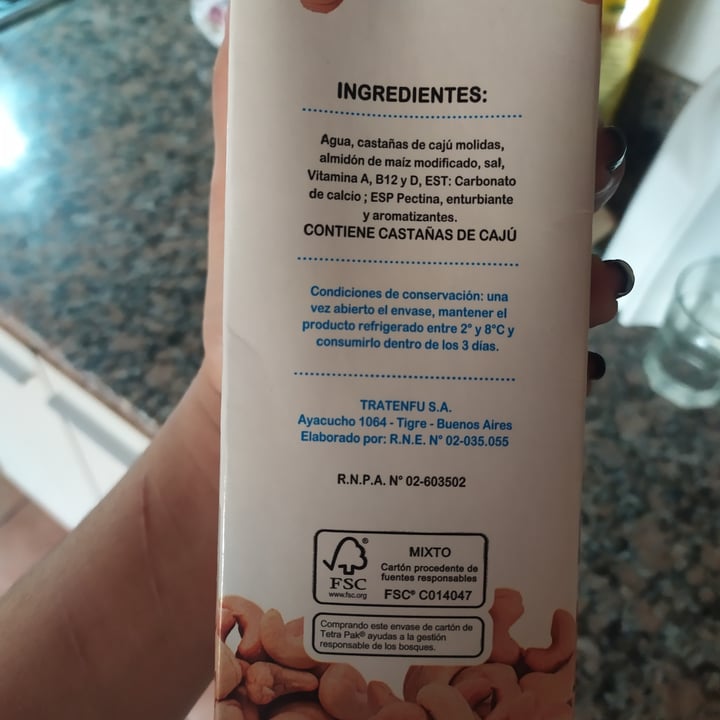 INGREDIENTES:
Agua, castañas de cajú molidas,
almidón de maíz modificado, sal,
Vitamina A, B12 y D, EST: Carbonato
de calcio ; ESP Pectina, enturbiante
y aromatizantes.
CONTIENE CASTAÑAS DE CAJÚ
Condiciones de conservación: una
vez abierto el envase, mantener el
producto refrigerado entre 2° y 8°C y
consumirlo dentro de los 3 días.
TRATENFU S.A.
Ayacucho 1064 - Tigre - Buenos Aires
Elaborado por: R.N.E. N° 02-035.055
R.N.P.A. N° 02-603502
®
FSC
www.fsc.org
MIXTO
Cartón procedente de
fuentes responsables
FSC® C014047
Comprando este envase de cartón de
Tetra Pak® ayudas a la gestión
responsable de los bosques.